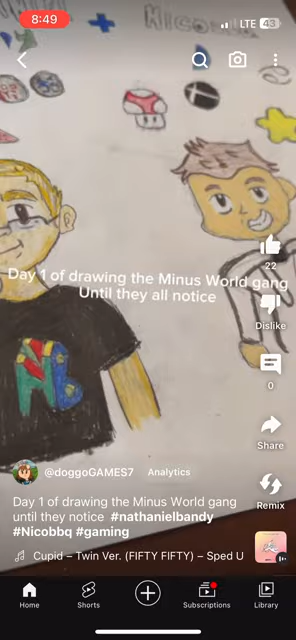 8:49
LTE 43
Day 1 of drawing the Minus World gang
Until they all notice
22
Dislike
0
Share
@doggoGAMES7 Analytics
Remix
Day 1 of drawing the Minus World gang
until they notice #nathanielbandy
#Nicobbq #gaming
Cupid – Twin Ver. (FIFTY FIFTY) – Sped U
Home Shorts Subscriptions Library